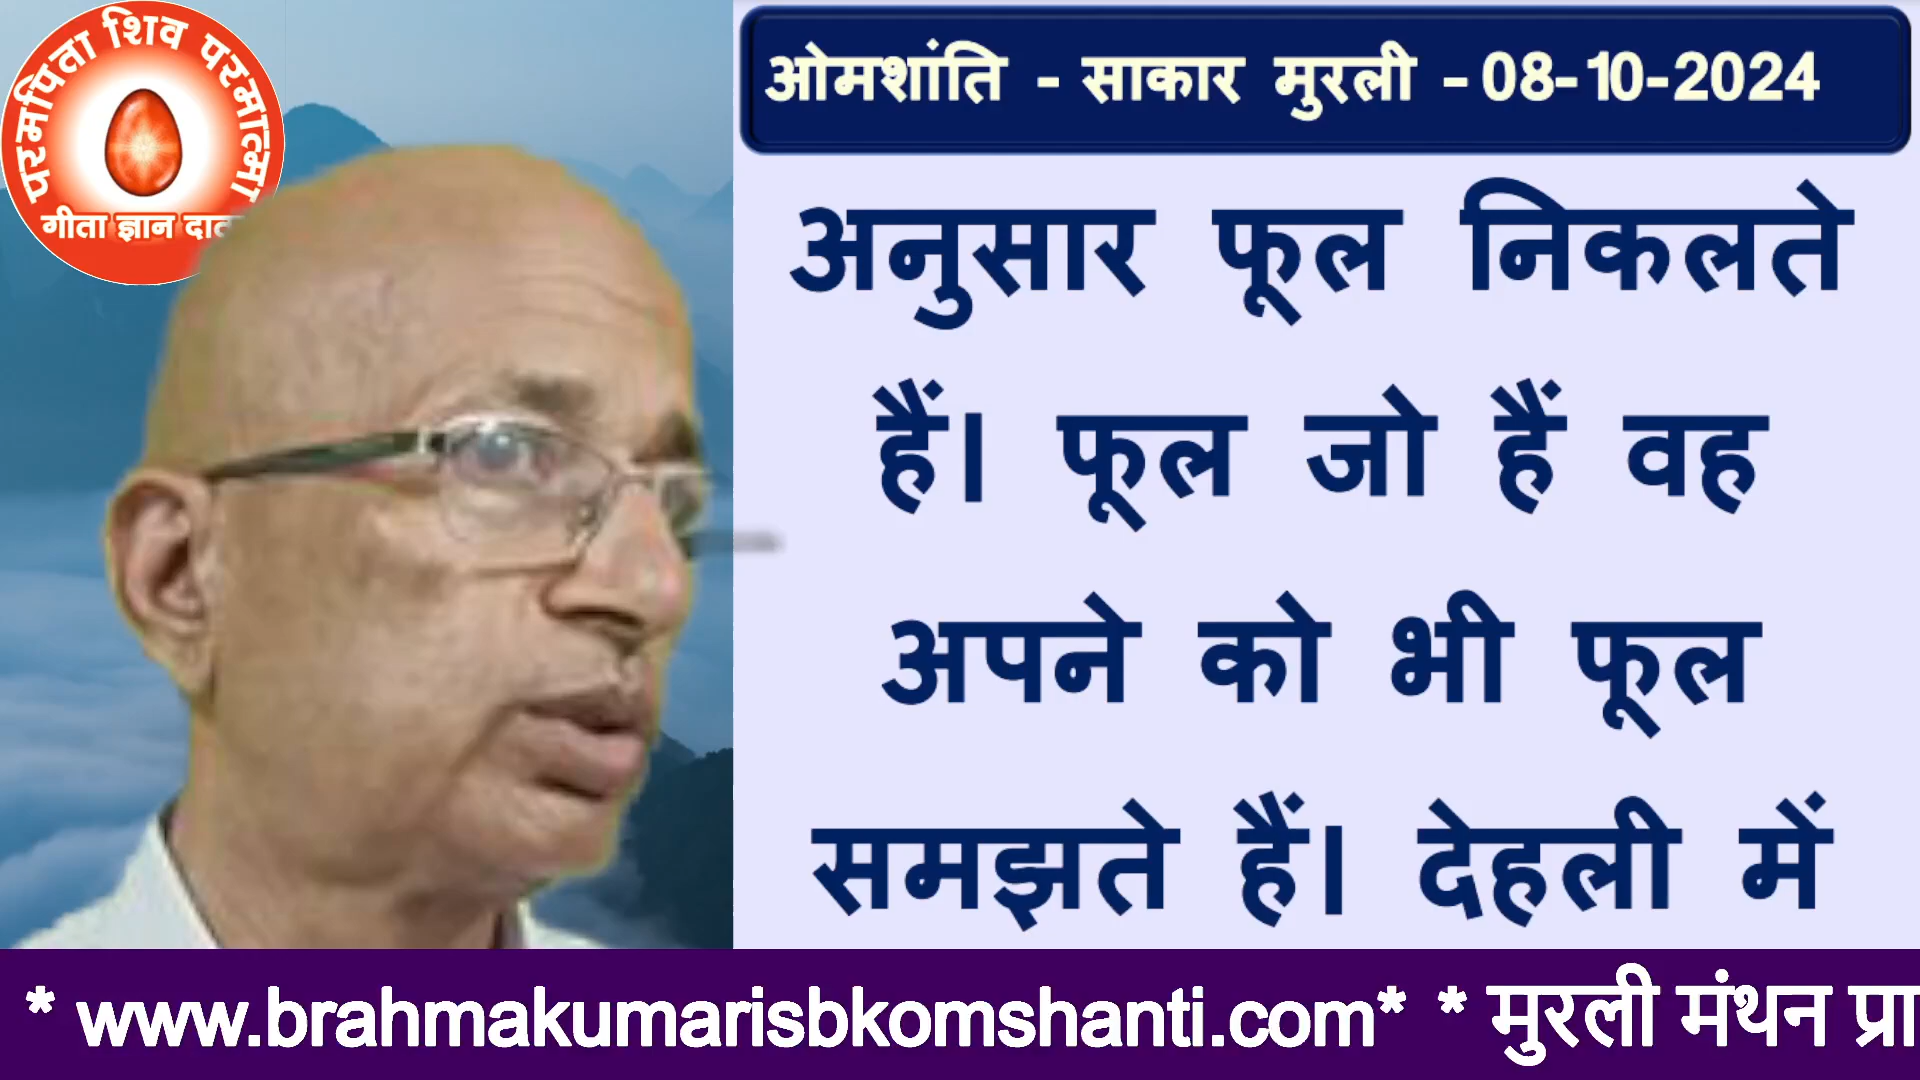 परमपिता शिव परमात्मा
गीता ज्ञान
ओमशांति - साकार मुरली - 08-10-2024
अनुसार फूल निकलते
हैं। फूल जो हैं वह
अपने को भी फूल
समझते हैं। देहली में
* www.brahmakumarisbkomshanti.com* * मुरली मंथन प्रा